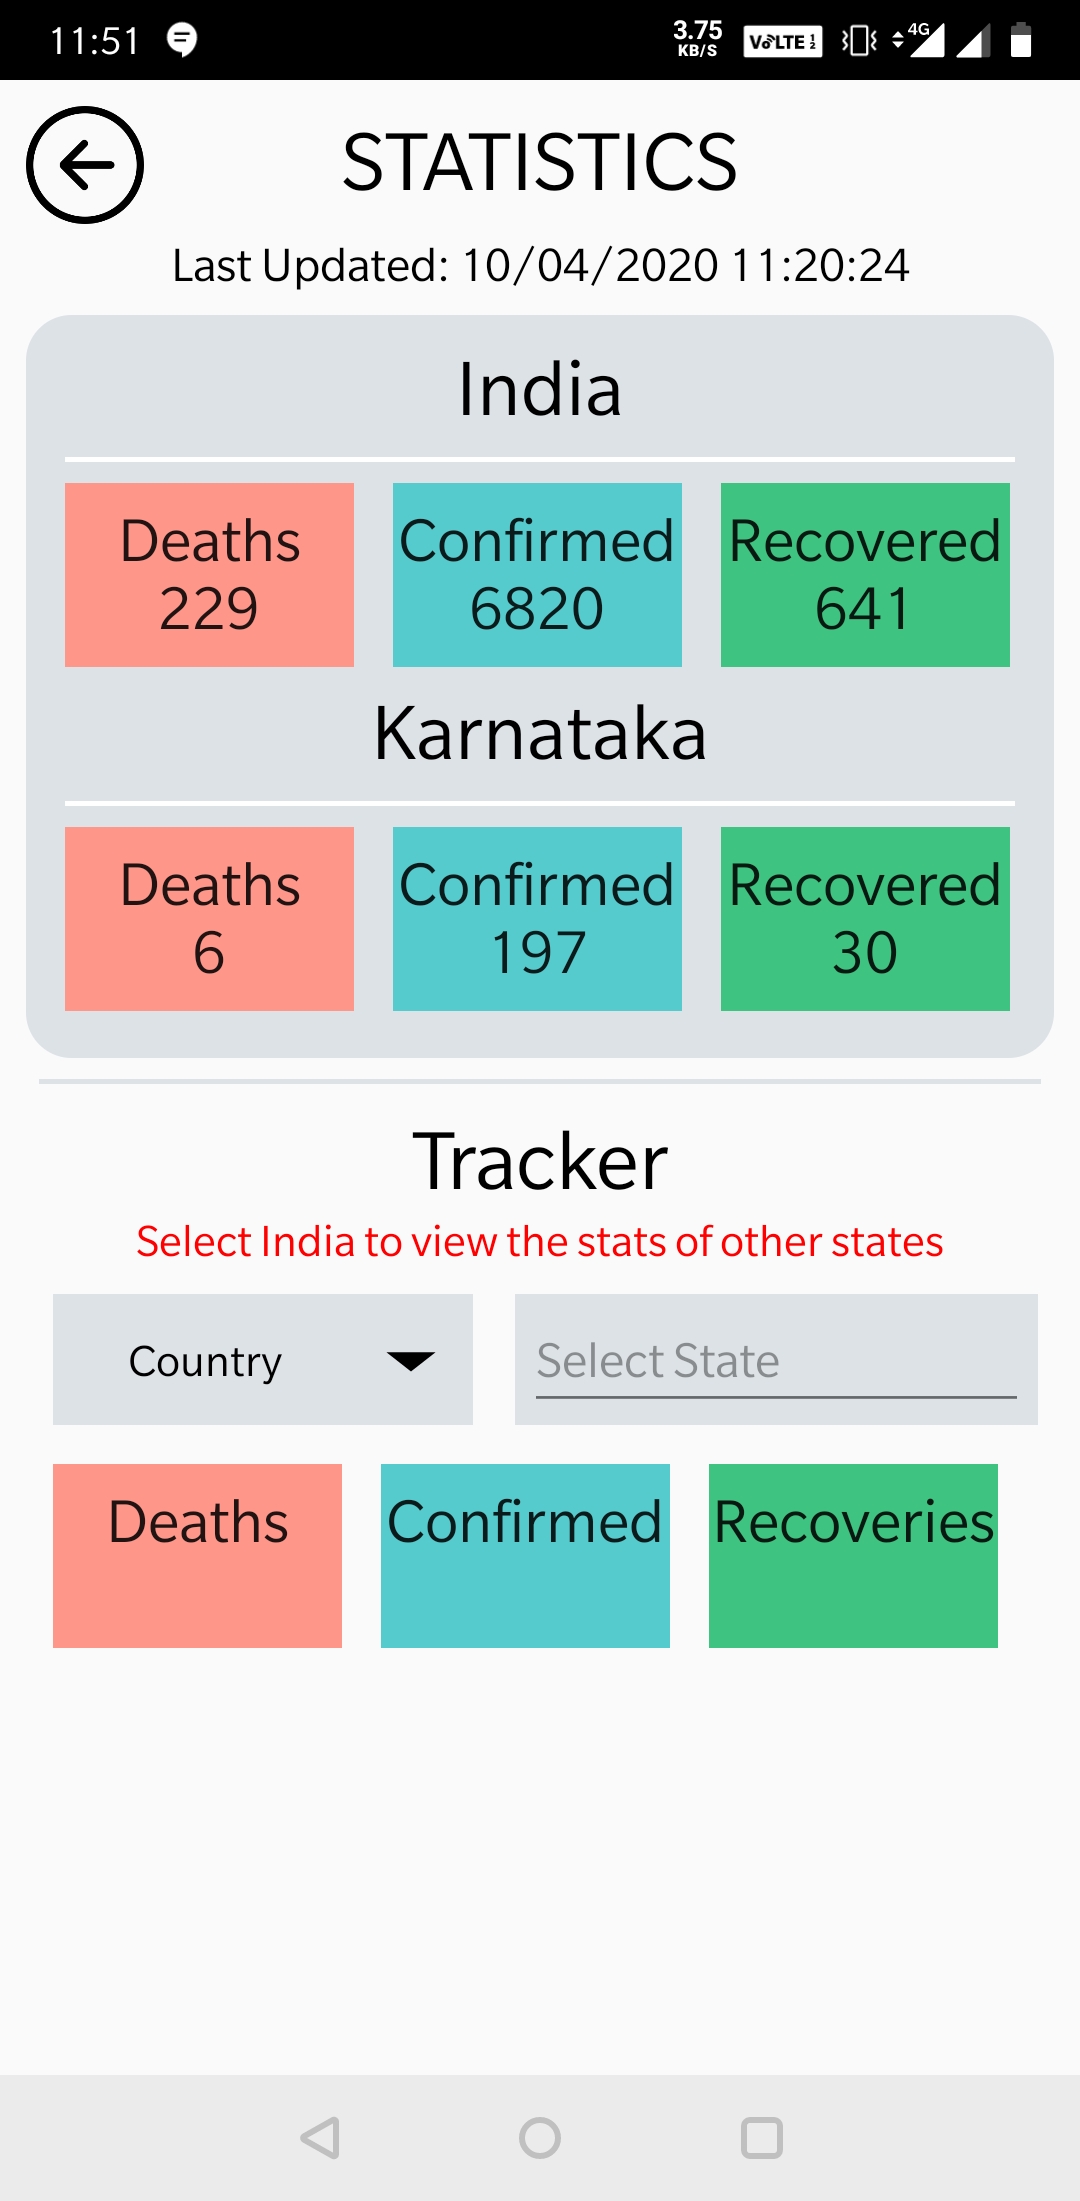 11:51
3.75
KB/S
VoLTE 1 2
4G
STATISTICS
Last Updated: 10/04/2020 11:20:24
India
Deaths Confirmed Recovered
229 6820 641
Karnataka
Deaths Confirmed Recovered
6 197 30
Tracker
Select India to view the stats of other states
Country Select State
Deaths Confirmed Recoveries